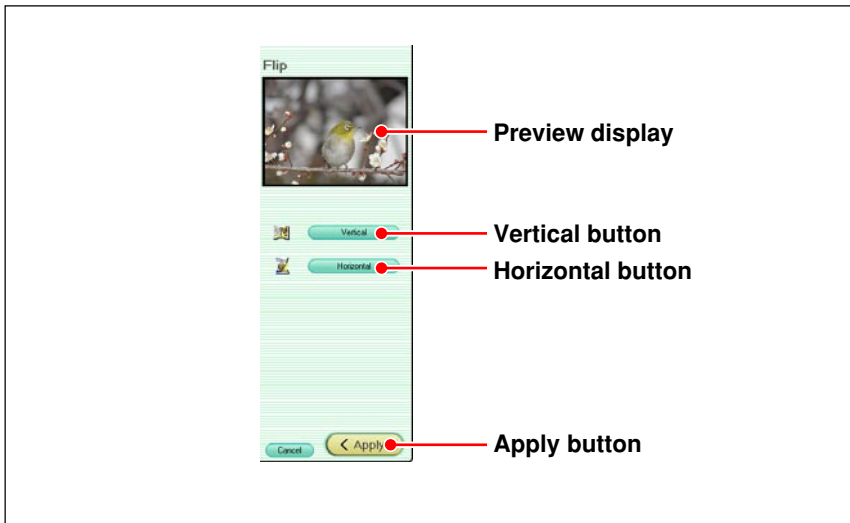 Flip
Preview display
Vertical
Vertical button
Horizontal
Horizontal button
Cancel
< Apply
Apply button